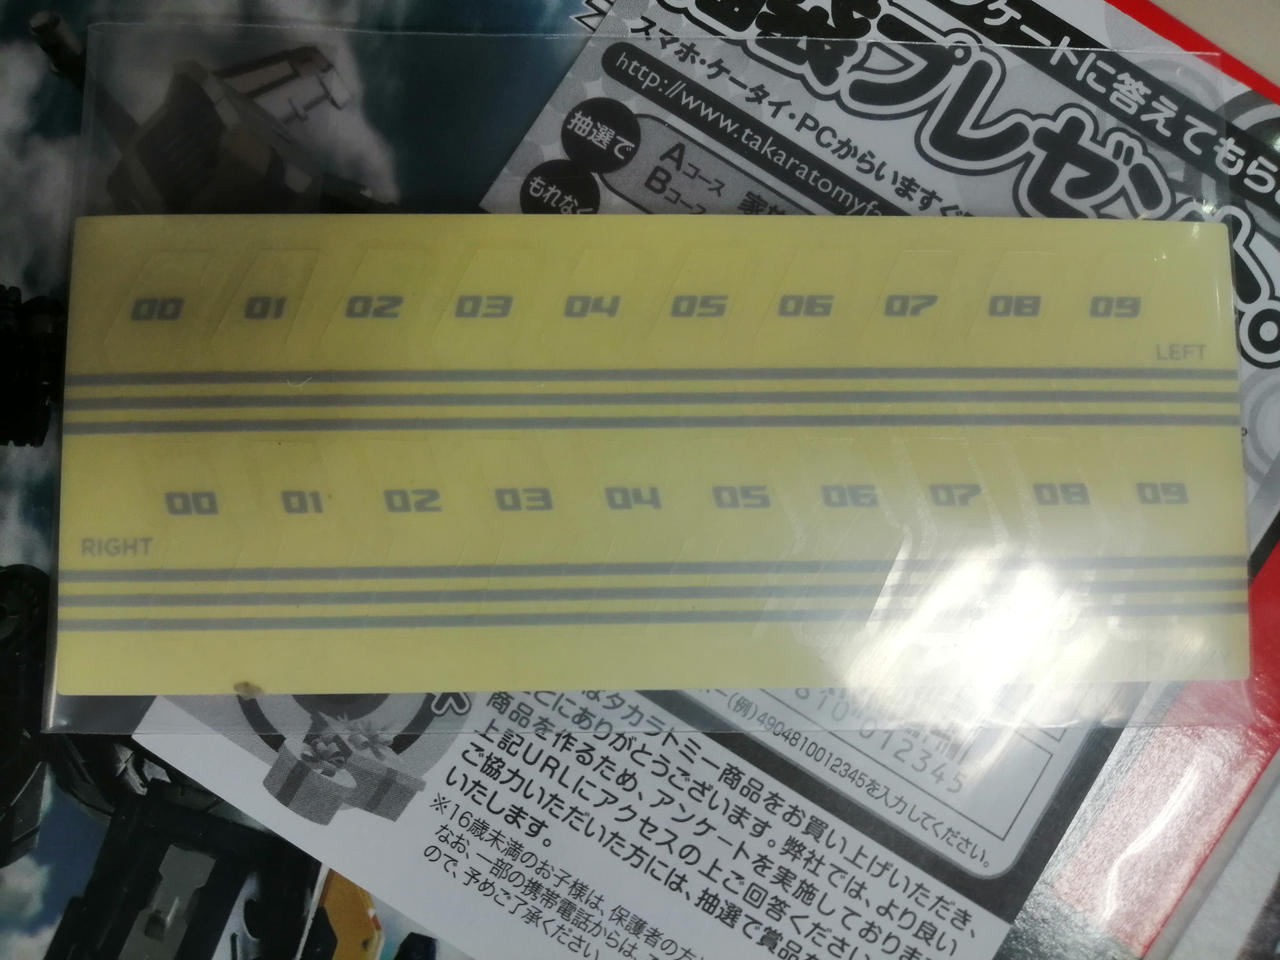 ンケートに答えてもら
プレゼント
スマホ・ケータイ・PCからいますぐ
http://www.takaratomyfa
抽選で
Aコース
もれなく
Bコース
00 01 02 03 04 05 06 07 08 09
LEFT
00 01 02 03 04 05 06 07 08 09
RIGHT
(例)4904810012345を入力してください。
はタカラトミー商品をお買い上げいただき、
とにありがとうございます。弊社では、より良い
商品を作るため、アンケートを実施しておりま
上記URLにアクセスの上ご回答ください
ご協力いただいた方には、抽選で賞品を
いたします。
※16歳未満のお子様は、保護者の方
なお、一部の携帯電話からは、
ので、予めご了承ください